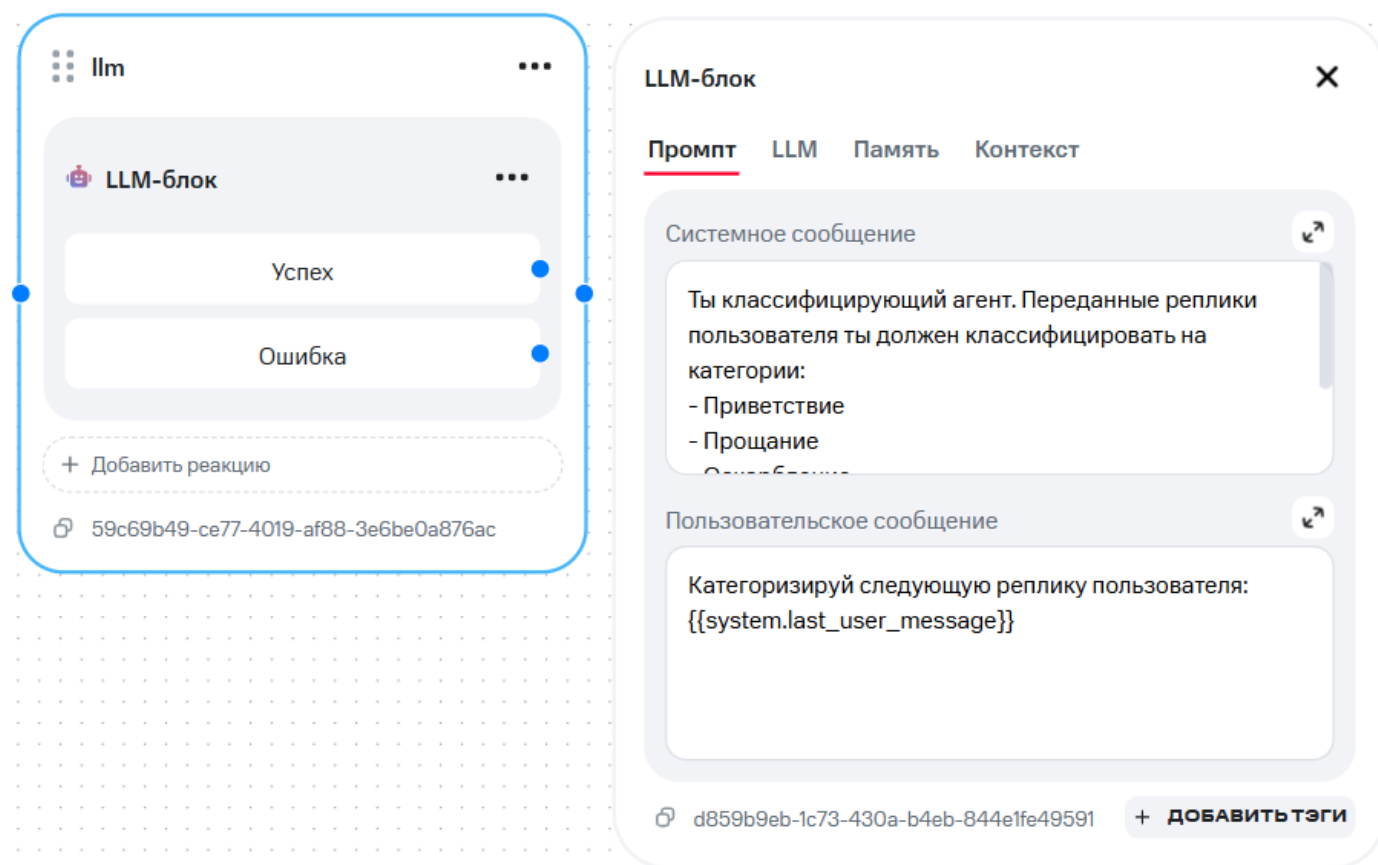 llm
LLM-блок
Успех
Ошибка
+ Добавить реакцию
59c69b49-ce77-4019-af88-3e6be0a876ac
LLM-блок
Промпт LLM Память Контекст
Системное сообщение
Ты классифицирующий агент. Переданные реплики
пользователя ты должен классифицировать на
категории:
- Приветствие
- Прощание
Пользовательское сообщение
Категоризируй следующую реплику пользователя:
{{system.last_user_message}}
d859b9eb-1c73-430a-b4eb-844e1fe49591
+ ДОБАВИТЬ ТЭГИ